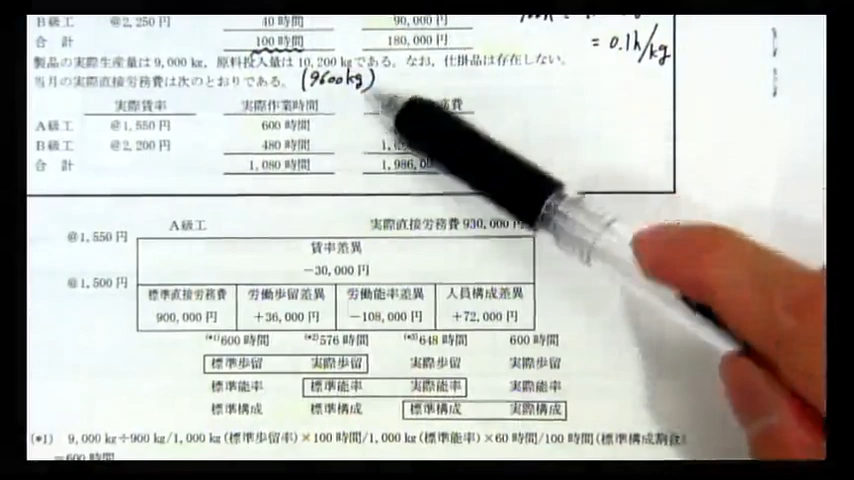 B級工 @2,250円 40時間 90,000円
合計 100時間 180,000円
= 0.1h/kg
製品の実際生産量は9,000kg，原料投入量は10,200kgである。なお，仕掛品は存在しない。
当月の実際直接労務費は次のとおりである。(9600kg)
実際賃率 実際作業時間 務費
A級工 @1,550円 600時間
B級工 @2,200円 480時間
合計 1,080時間 1,986,0
A級工 実際直接労務費930,000円
@1,550円
賃率差異
−30,000円
@1,500円
標準直接労務費 労働歩留差異 労働能率差異 人員構成差異
900,000円 +36,000円 −108,000円 +72,000円
(*1)600時間 (*2)576時間 (*3)648時間 600時間
標準歩留 実際歩留 実際歩留 実際歩留
標準能率 標準能率 実際能率 実際能率
標準構成 標準構成 標準構成 実際構成
(*1) 9,000kg÷900kg/1,000kg(標準歩留率)×100時間/1,000kg(標準能率)×60時間/100時間(標準構成割合)
=600時間